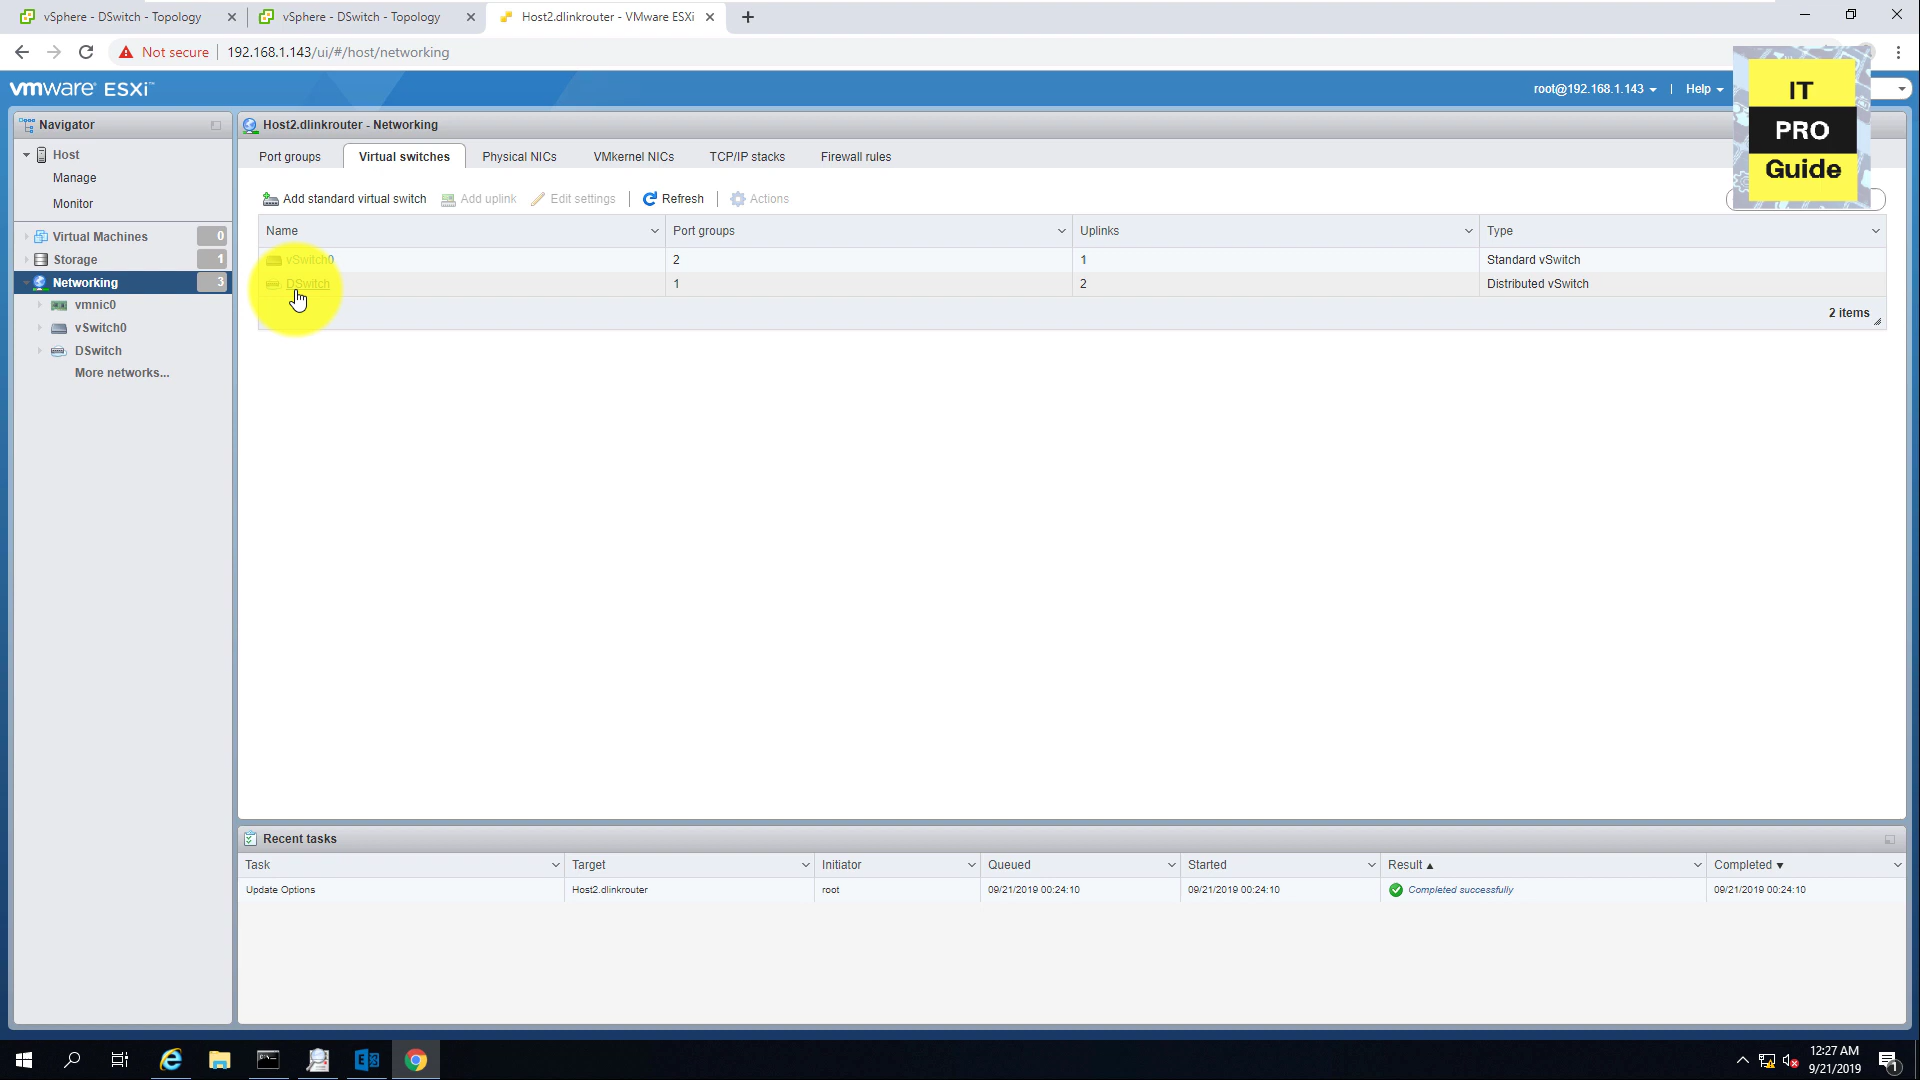 vSphere - DSwitch - Topology
vSphere - DSwitch - Topology
Host2.dlinkrouter - VMware ESXi
Not secure
192.168.1.143/ui/#/host/networking
vmware ESXi™
root@192.168.1.143
Help
IT
PRO
Guide
Navigator
Host
Manage
Monitor
Virtual Machines
0
Storage
1
Networking
3
vmnic0
vSwitch0
DSwitch
More networks...
Host2.dlinkrouter - Networking
Port groups
Virtual switches
Physical NICs
VMkernel NICs
TCP/IP stacks
Firewall rules
Add standard virtual switch
Add uplink
Edit settings
Refresh
Actions
Name
Port groups
Uplinks
Type
vSwitch0
2
1
Standard vSwitch
DSwitch
1
2
Distributed vSwitch
2 items
Recent tasks
Task
Target
Initiator
Queued
Started
Result
Completed
Update Options
Host2.dlinkrouter
root
09/21/2019 00:24:10
09/21/2019 00:24:10
Completed successfully
09/21/2019 00:24:10
12:27 AM
9/21/2019
1